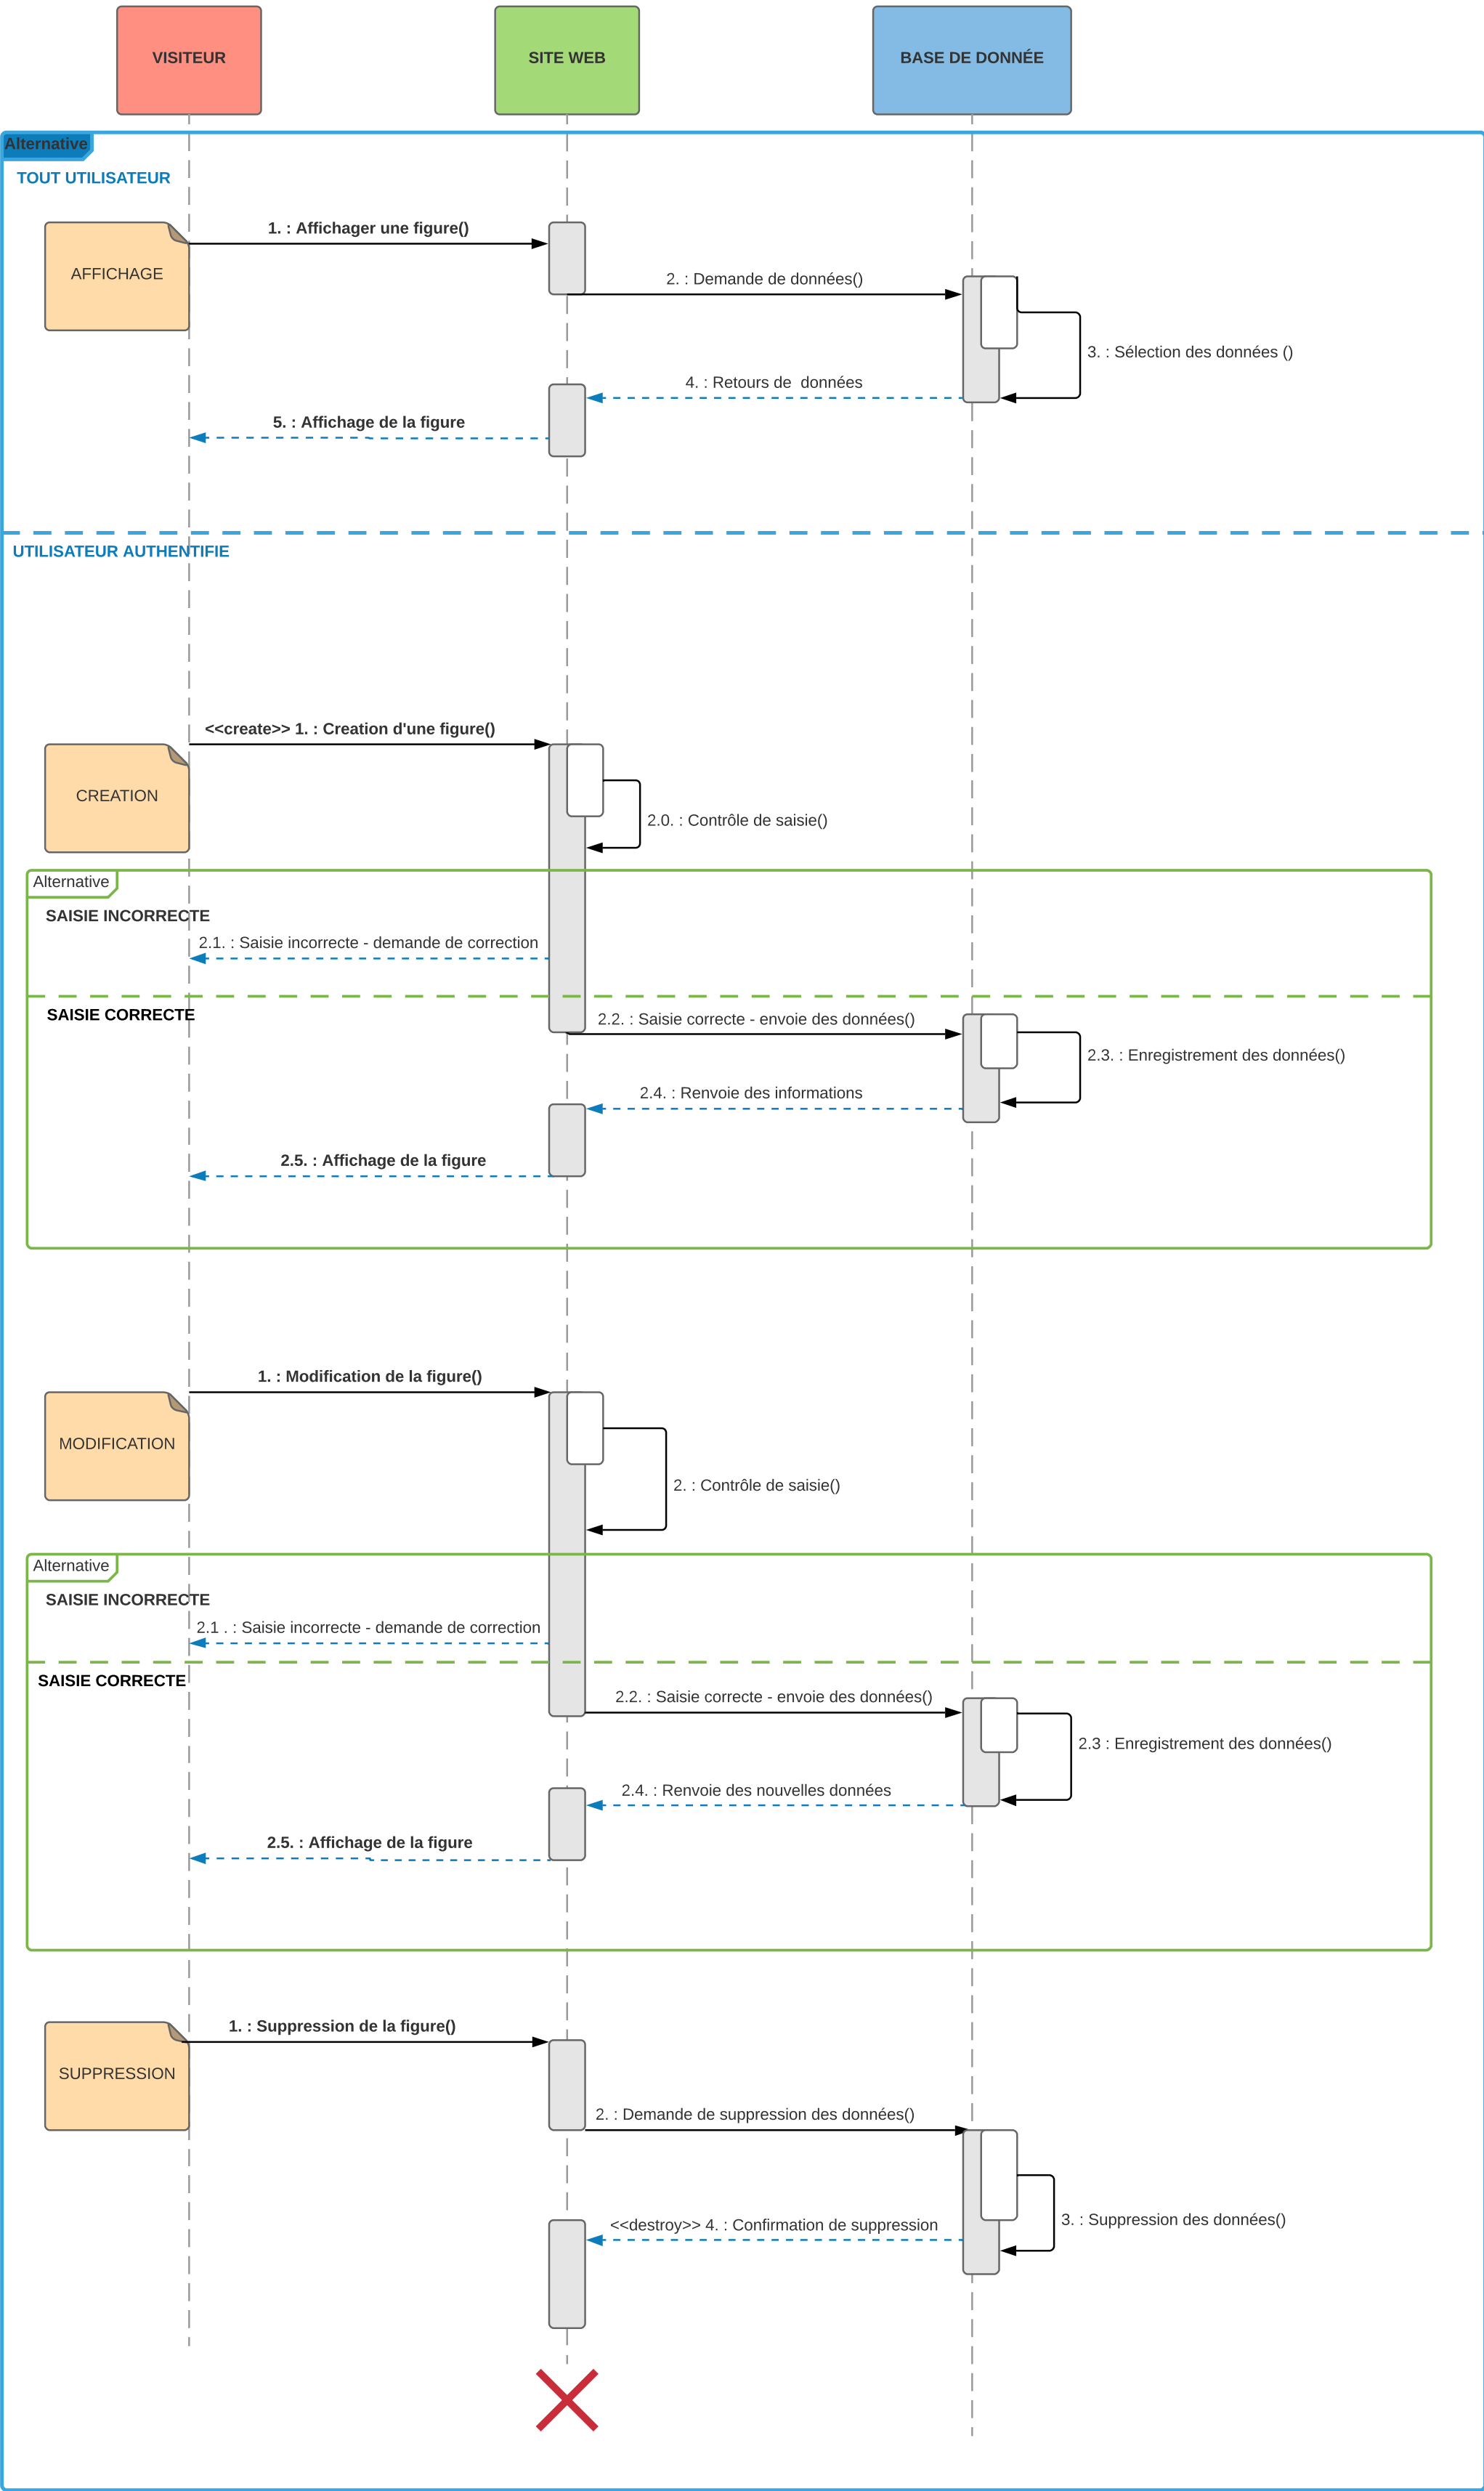 VISITEUR
SITE WEB
BASE DE DONNÉE
Alternative
TOUT UTILISATEUR
1. : Affichager une figure()
AFFICHAGE
2. : Demande de données()
3. : Sélection des données ()
4. : Retours de  données
5. : Affichage de la figure
UTILISATEUR AUTHENTIFIE
<<create>> 1. : Creation d'une figure()
CREATION
2.0. : Contrôle de saisie()
Alternative
SAISIE INCORRECTE
2.1. : Saisie incorrecte - demande de correction
SAISIE CORRECTE
2.2. : Saisie correcte - envoie des données()
2.3. : Enregistrement des données()
2.4. : Renvoie des informations
2.5. : Affichage de la figure
1. : Modification de la figure()
MODIFICATION
2. : Contrôle de saisie()
Alternative
SAISIE INCORRECTE
2.1 . : Saisie incorrecte - demande de correction
SAISIE CORRECTE
2.2. : Saisie correcte - envoie des données()
2.3 : Enregistrement des données()
2.4. : Renvoie des nouvelles données
2.5. : Affichage de la figure
1. : Suppression de la figure()
SUPPRESSION
2. : Demande de suppression des données()
3. : Suppression des données()
<<destroy>> 4. : Confirmation de suppression